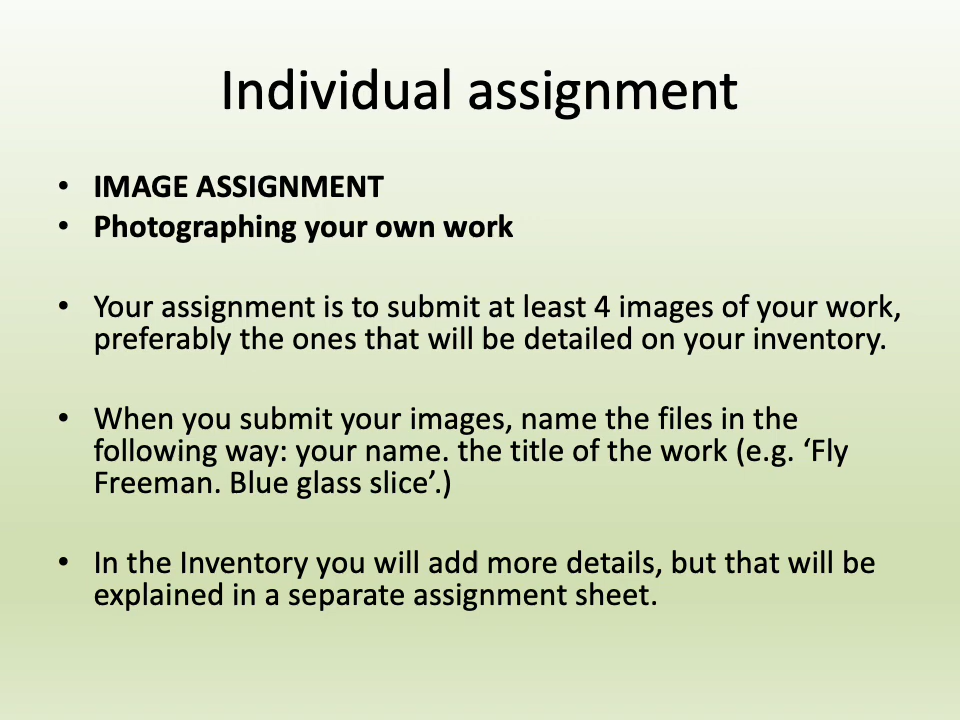 Individual assignment
• IMAGE ASSIGNMENT
• Photographing your own work
• Your assignment is to submit at least 4 images of your work,
preferably the ones that will be detailed on your inventory.
• When you submit your images, name the files in the
following way: your name. the title of the work (e.g. ‘Fly
Freeman. Blue glass slice’.)
• In the Inventory you will add more details, but that will be
explained in a separate assignment sheet.